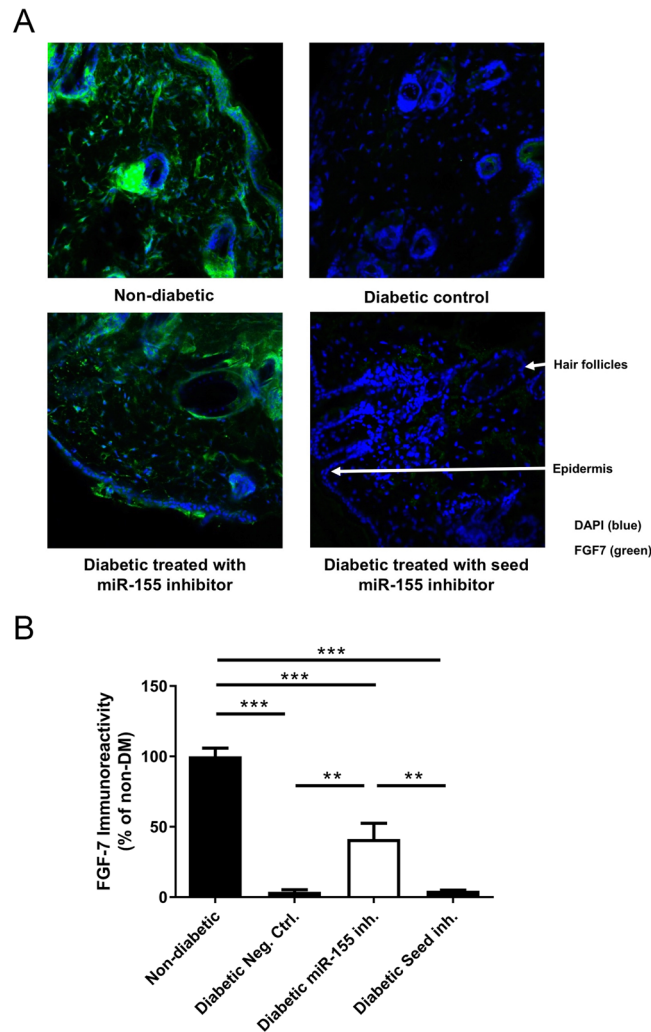 A
Non-diabetic
Diabetic control
Hair follicles
Epidermis
DAPI (blue)
FGF7 (green)
Diabetic treated with
miR-155 inhibitor
Diabetic treated with seed
miR-155 inhibitor
B
***
***
***
**
**
FGF-7 Immunoreactivity
(% of non-DM)
150
100
50
0
Non-diabetic
Diabetic Neg. Ctrl.
Diabetic miR-155 inh.
Diabetic Seed inh.